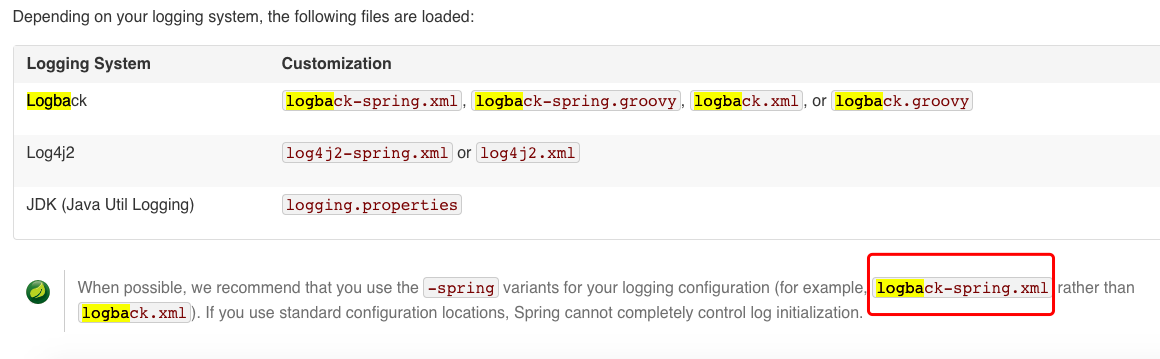 Depending on your logging system, the following files are loaded:
Logging System Customization
Logback logback-spring.xml, logback-spring.groovy, logback.xml, or logback.groovy
Log4j2 log4j2-spring.xml or log4j2.xml
JDK (Java Util Logging) logging.properties
When possible, we recommend that you use the -spring variants for your logging configuration (for example, logback-spring.xml rather than
logback.xml). If you use standard configuration locations, Spring cannot completely control log initialization.